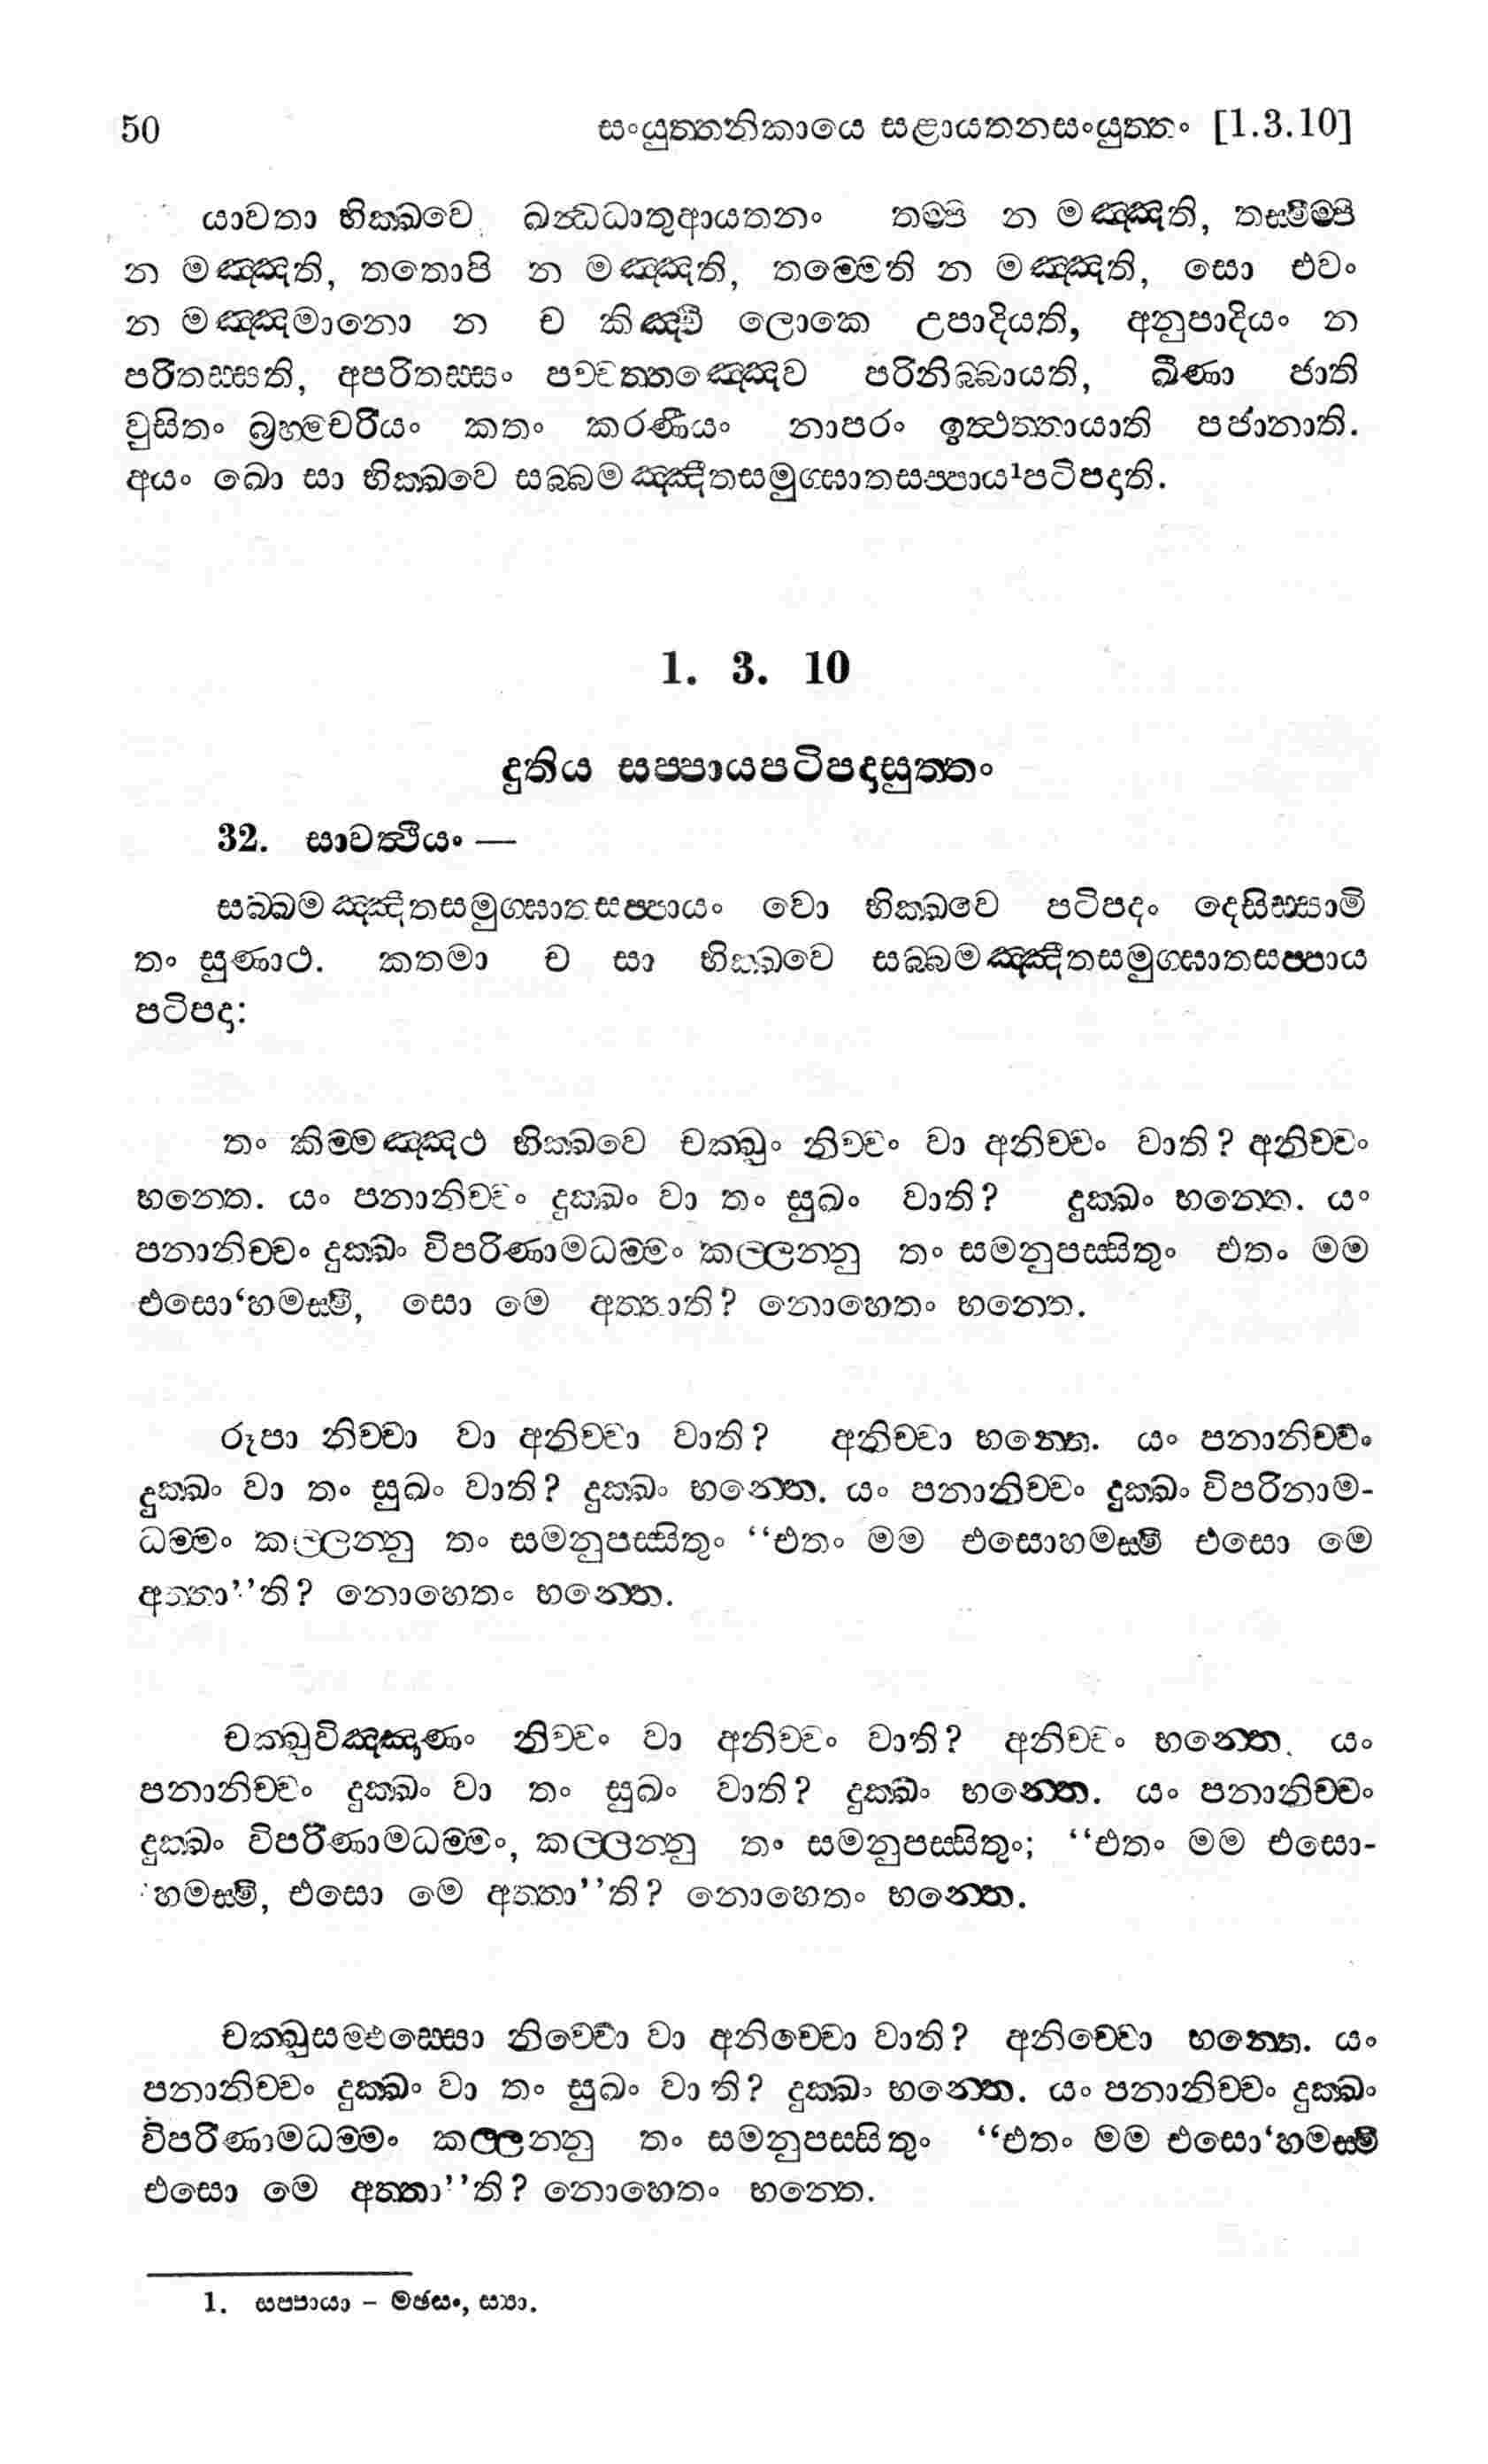 50 සංයුත්තනිකායෙ සළායතනසංයුත්තං [1.3.10]
යාවතා භික්ඛවෙ ඛන්ධධාතුආයතනං තම්පි න මඤ්ඤති, තස්මිම්පි
න මඤ්ඤති, තතොපි න මඤ්ඤති, තම්මෙති න මඤ්ඤති, සො එවං
න මඤ්ඤමානො න ච කිඤ්චි ලොකෙ උපාදියති, අනුපාදියං න
පරිතස්සති, අපරිතස්සං පච්චත්තඤ්ඤෙව පරිනිබ්බායති, ඛීණා ජාති
වුසිතං බ්‍රහ්මචරියං කතං කරණීයං නාපරං ඉත්ථත්තායාති පජානාති.
අයං ඛො සා භික්ඛවෙ සබ්බමඤ්ඤිතසමුග්ඝාතසප්පාය¹පටිපදාති.
1. 3. 10
දුතිය සප්පායපටිපදාසුත්තං
32. සාවත්ථියං —
සබ්බමඤ්ඤිතසමුග්ඝාතසප්පායං වො භික්ඛවෙ පටිපදං දෙසිස්සාමි
තං සුණාථ. කතමා ච සා භික්ඛවෙ සබ්බමඤ්ඤිතසමුග්ඝාතසප්පාය
පටිපදා:
තං කිම්මඤ්ඤථ භික්ඛවෙ චක්ඛුං නිච්චං වා අනිච්චං වාති? අනිච්චං
භන්තෙ. යං පනානිච්චං දුක්ඛං වා තං සුඛං වාති? දුක්ඛං භන්තෙ. යං
පනානිච්චං දුක්ඛං විපරිණාමධම්මං කල්ලන්නු තං සමනුපස්සිතුං එතං මම
එසො‘හමස්මි, සො මෙ අත්තාති? නොහෙතං භන්තෙ.
රූපා නිච්චා වා අනිච්චා වාති? අනිච්චා භන්තෙ. යං පනානිච්චං
දුක්ඛං වා තං සුඛං වාති? දුක්ඛං භන්තෙ. යං පනානිච්චං දුක්ඛං විපරිනාම-
ධම්මං කල්ලන්නු තං සමනුපස්සිතුං “එතං මම එසොහමස්මි එසො මෙ
අත්තා”ති? නොහෙතං භන්තෙ.
චක්ඛුවිඤ්ඤාණං නිච්චං වා අනිච්චං වාති? අනිච්චං භන්තෙ. යං
පනානිච්චං දුක්ඛං වා තං සුඛං වාති? දුක්ඛං භන්තෙ. යං පනානිච්චං
දුක්ඛං විපරිණාමධම්මං, කල්ලන්නු තං සමනුපස්සිතුං; “එතං මම එසො-
‘හමස්මි, එසො මෙ අත්තා”ති? නොහෙතං භන්තෙ.
චක්ඛුසම්ඵස්සො නිච්චො වා අනිච්චො වාති? අනිච්චො භන්තෙ. යං
පනානිච්චං දුක්ඛං වා තං සුඛං වාති? දුක්ඛං භන්තෙ. යං පනානිච්චං දුක්ඛං
විපරිණාමධම්මං කල්ලන්නු තං සමනුපස්සිතුං “එතං මම එසො‘හමස්මි
එසො මෙ අත්තා”ති? නොහෙතං භන්තෙ.
1. සප්පායා – මඡසං, ස්‍යා.